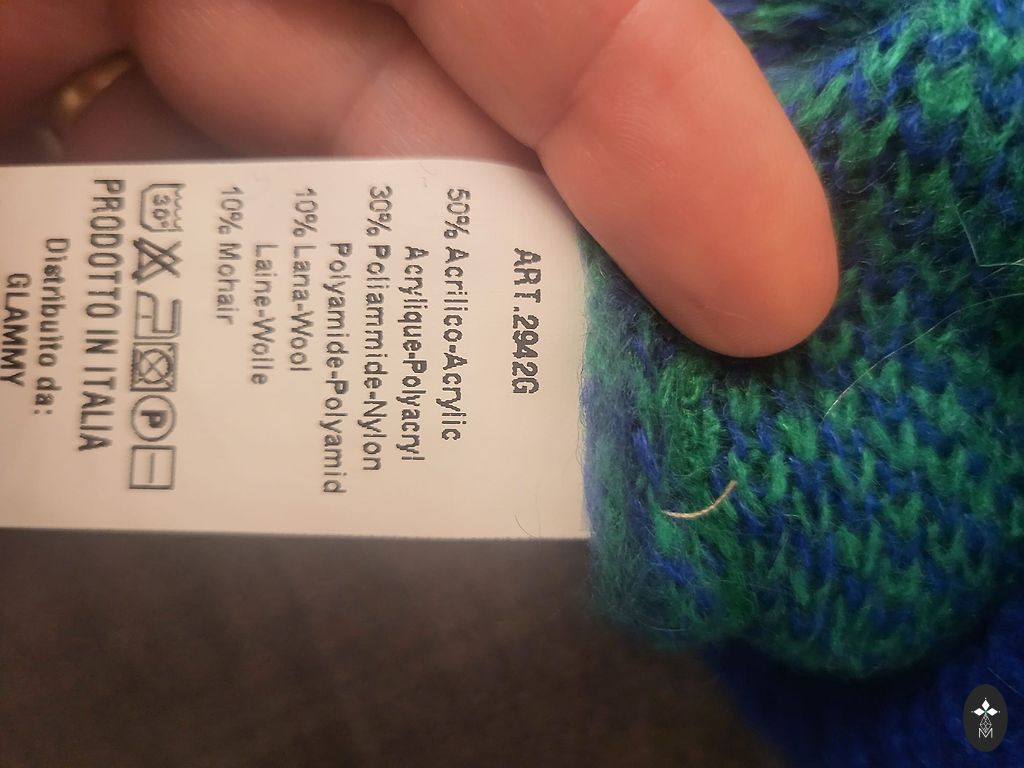 ART.2942G
50% Acrilico-Acrylic
Acrylique-Polyacryl
30% Poliammide-Nylon
Polyamide-Polyamid
10% Lana-Wool
Laine-Wolle
10% Mohair
30°
P
PRODOTTO IN ITALIA
Distribuito da:
GLAMMY
M